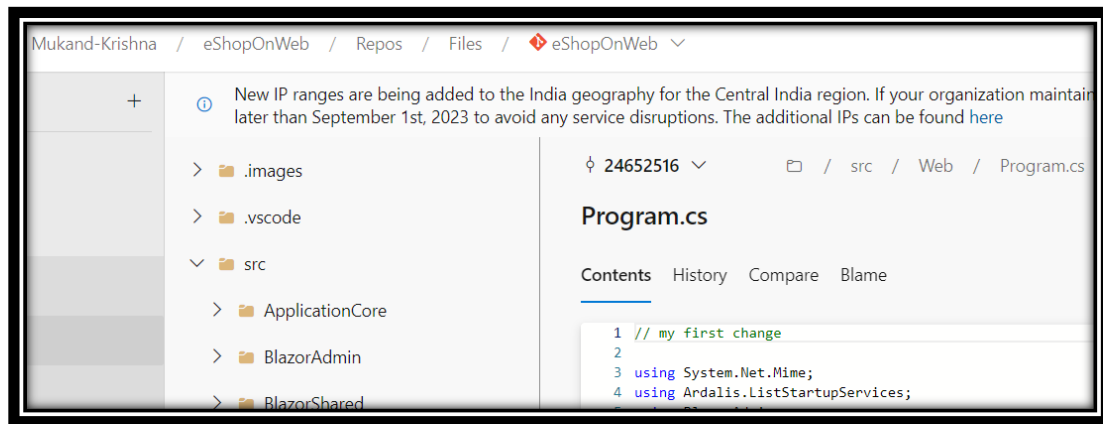 Mukand-Krishna / eShopOnWeb / Repos / Files / eShopOnWeb
New IP ranges are being added to the India geography for the Central India region. If your organization maintain
later than September 1st, 2023 to avoid any service disruptions. The additional IPs can be found here
.images
.vscode
src
ApplicationCore
BlazorAdmin
BlazorShared
24652516
/ src / Web / Program.cs
Program.cs
Contents History Compare Blame
1 // my first change
2
3 using System.Net.Mime;
4 using Ardalis.ListStartupServices;